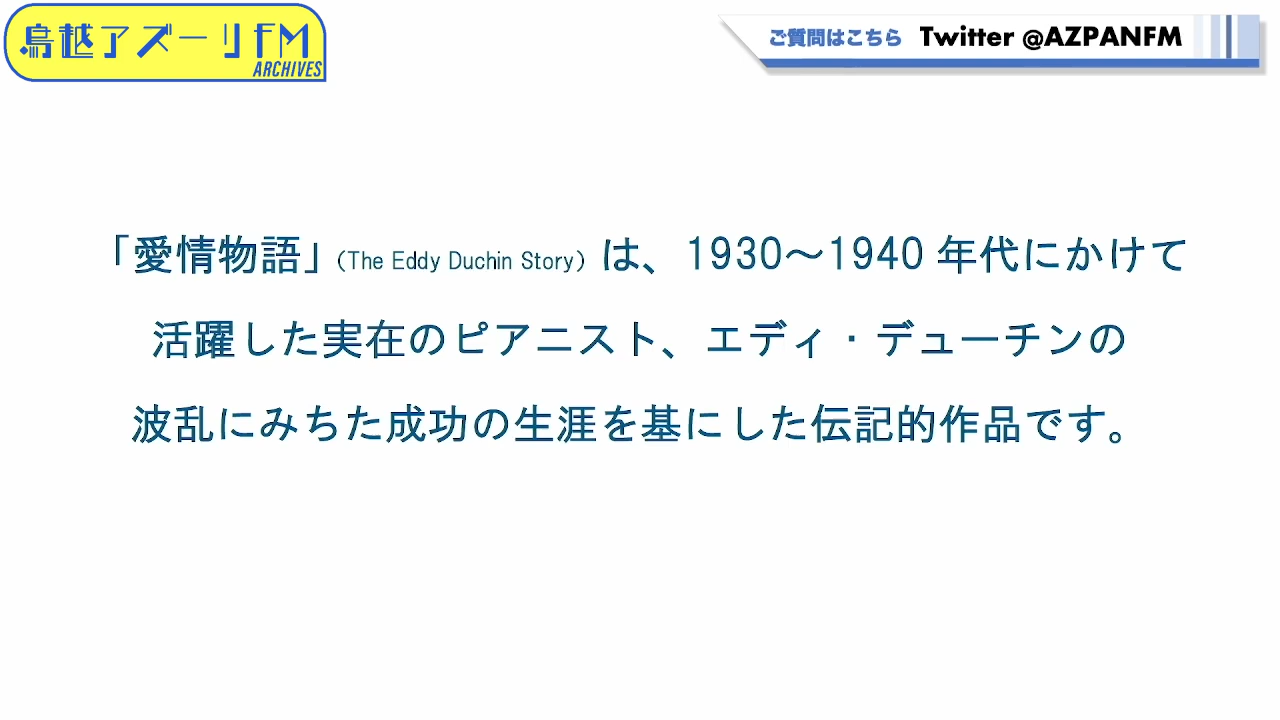 鳥越アズーリFM
ARCHIVES
ご質問はこちら Twitter @AZPANFM
「愛情物語」(The Eddy Duchin Story) は、1930～1940 年代にかけて
活躍した実在のピアニスト、エディ・デューチンの
波乱にみちた成功の生涯を基にした伝記的作品です。